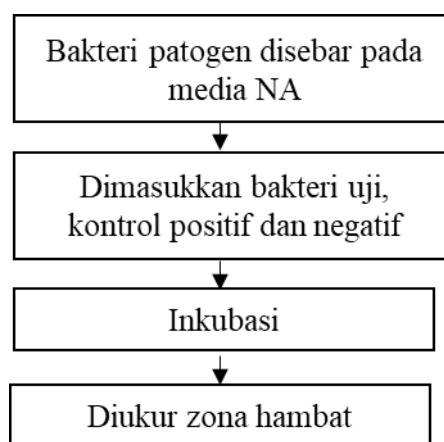 Bakteri patogen disebar pada
media NA
Dimasukkan bakteri uji,
kontrol positif dan negatif
Inkubasi
Diukur zona hambat